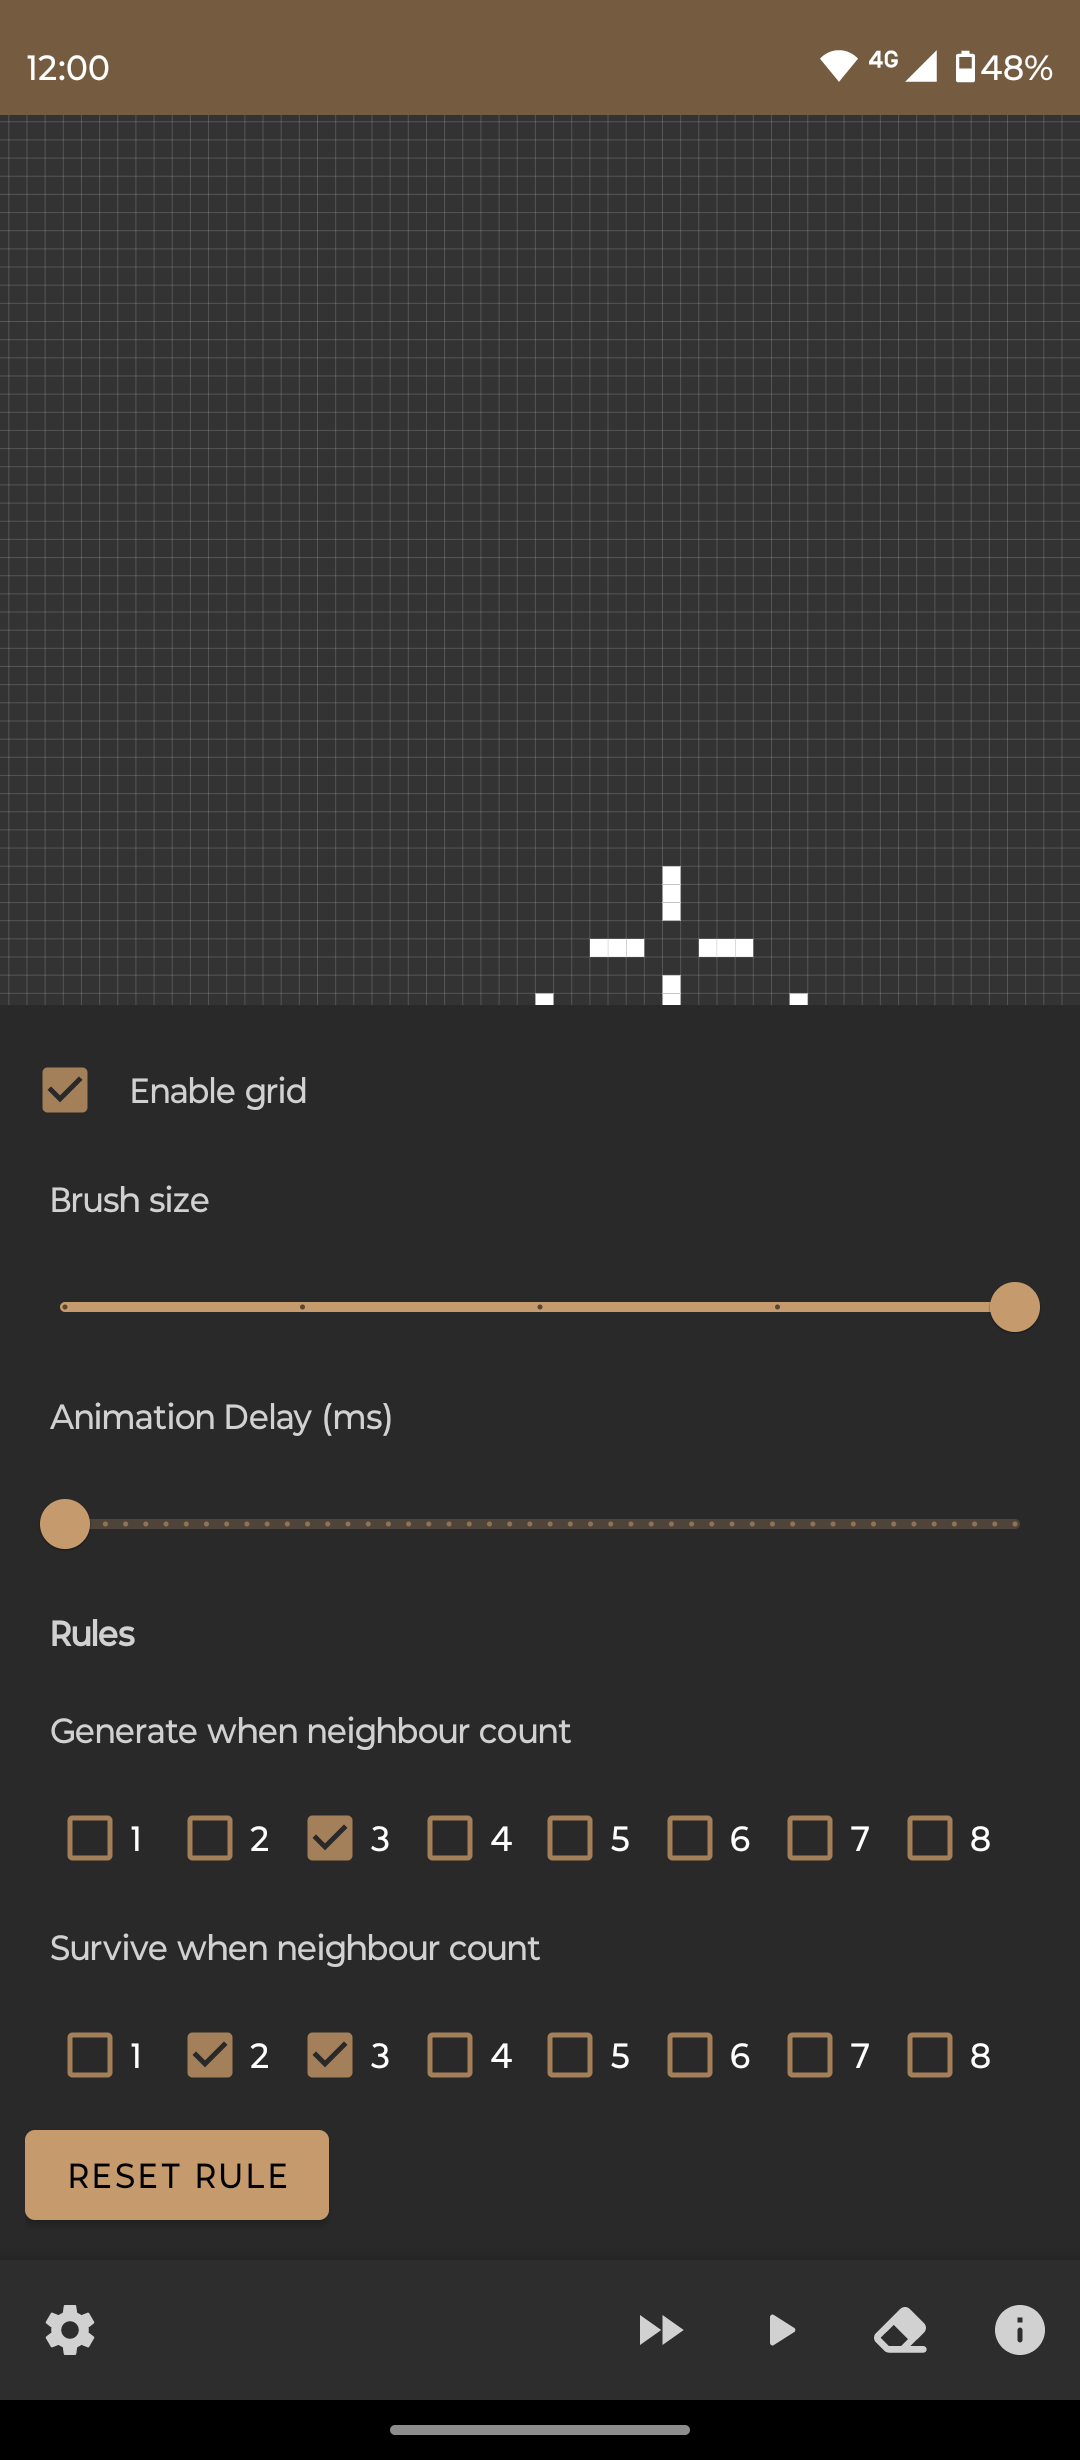 12:00 4G 48%
Enable grid
Brush size
Animation Delay (ms)
Rules
Generate when neighbour count
1 2 3 4 5 6 7 8
Survive when neighbour count
1 2 3 4 5 6 7 8
RESET RULE